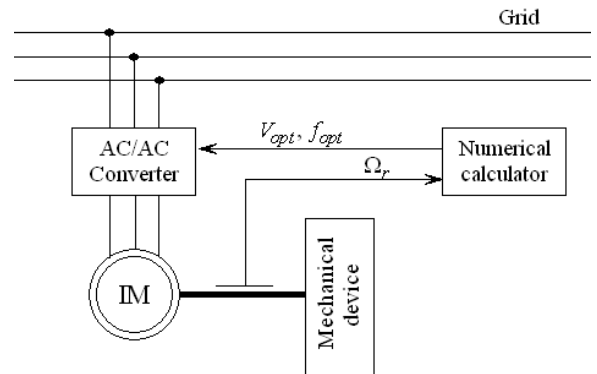 Grid
V_opt, f_opt
AC/AC
Converter
Numerical
calculator
Ω_r
IM
Mechanical
device